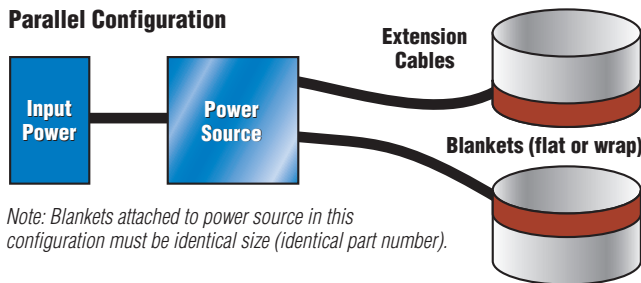 Parallel Configuration
Extension
Cables
Input
Power
Power
Source
Blankets (flat or wrap)
Note: Blankets attached to power source in this
configuration must be identical size (identical part number).